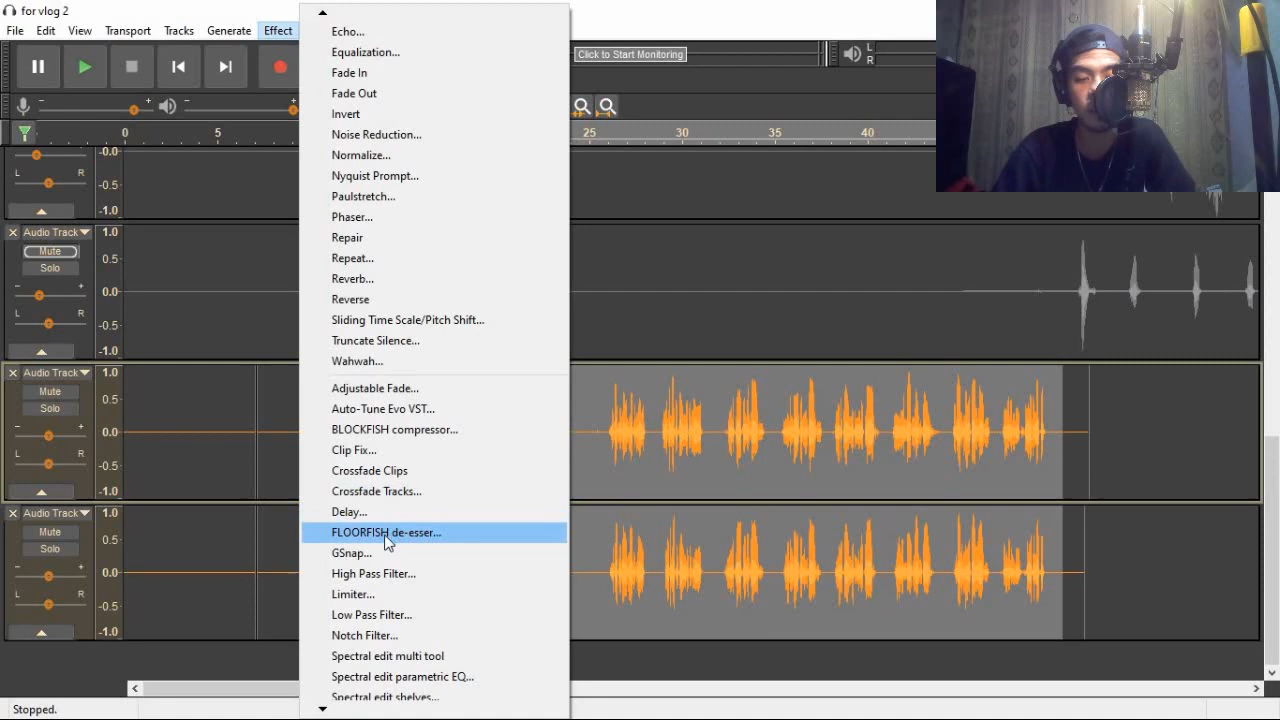 for vlog 2
File Edit View Transport Tracks Generate Effect
Click to Start Monitoring
L
R
0 5 25 30 35 40
-0.0
L R
-0.5
-1.0
Audio Track 1.0
Mute
0.5
Solo
- +
0.0
L R
-0.5
-1.0
Audio Track 1.0
Mute
0.5
Solo
- +
0.0
L R
-0.5
-1.0
Audio Track 1.0
Mute
0.5
Solo
- +
0.0
L R
-0.5
-1.0
Echo...
Equalization...
Fade In
Fade Out
Invert
Noise Reduction...
Normalize...
Nyquist Prompt...
Paulstretch...
Phaser...
Repair
Repeat...
Reverb...
Reverse
Sliding Time Scale/Pitch Shift...
Truncate Silence...
Wahwah...
Adjustable Fade...
Auto-Tune Evo VST...
BLOCKFISH compressor...
Clip Fix...
Crossfade Clips
Crossfade Tracks...
Delay...
FLOORFISH de-esser...
GSnap...
High Pass Filter...
Limiter...
Low Pass Filter...
Notch Filter...
Spectral edit multi tool
Spectral edit parametric EQ...
Spectral edit shelves...
Stopped.